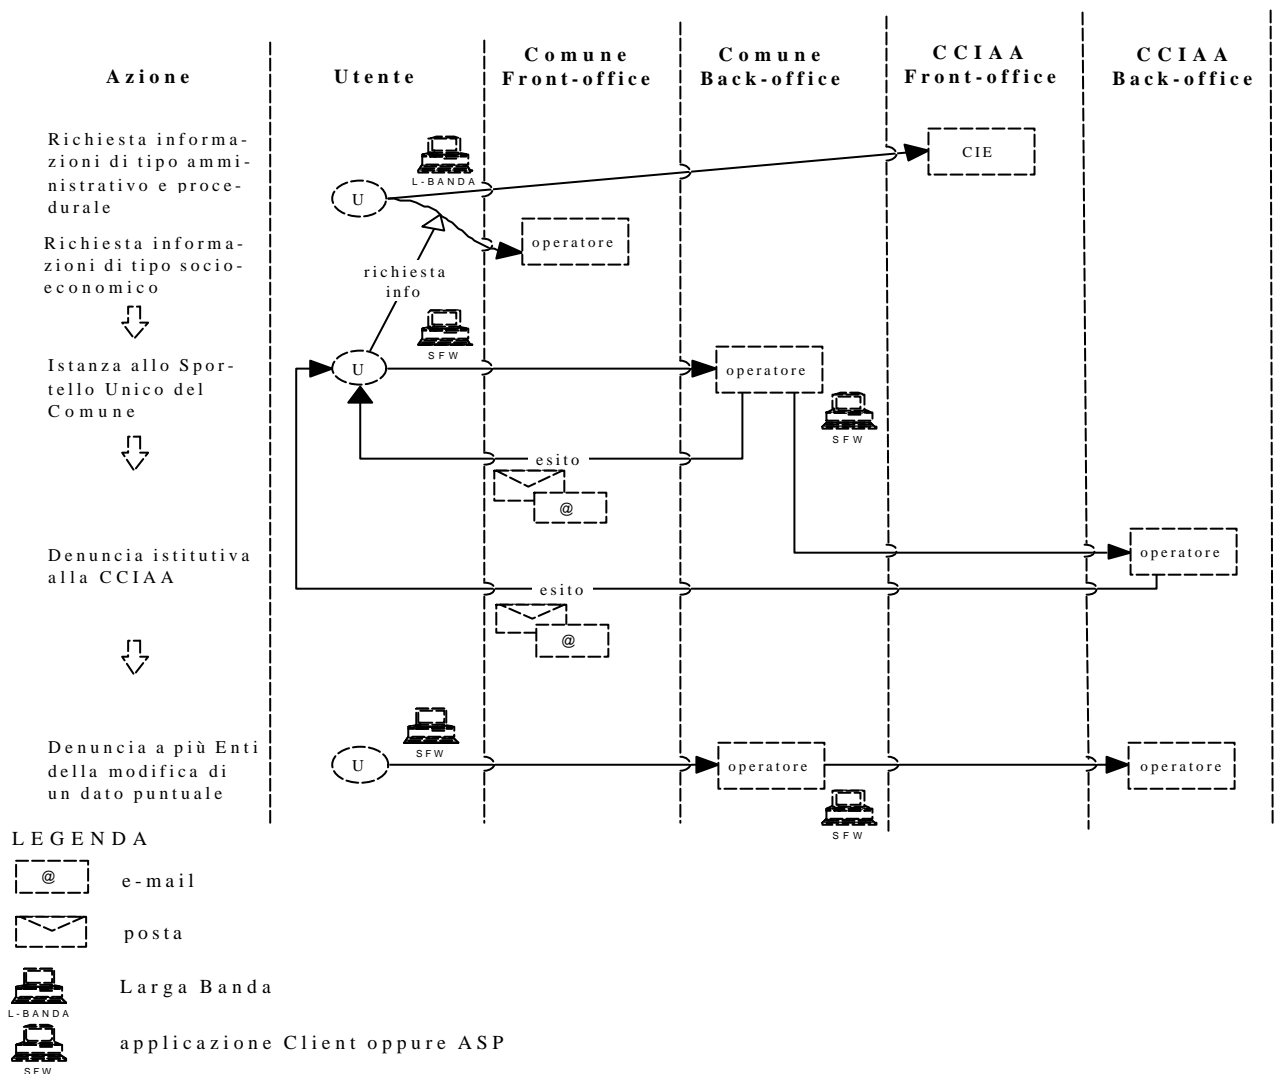 Azione
Utente
Comune
Front-office
Comune
Back-office
CCIAA
Front-office
CCIAA
Back-office
Richiesta informa-
zioni di tipo ammi-
nistrativo e proce-
durale
L-BANDA
U
CIE
operatore
Richiesta informa-
zioni di tipo socio-
economico
richiesta
info
SFW
Istanza allo Spor-
tello Unico del
Comune
U
operatore
SFW
esito
@
Denuncia istitutiva
alla CCIAA
operatore
esito
@
Denuncia a più Enti
della modifica di
un dato puntuale
SFW
U
operatore
operatore
SFW
LEGENDA
@
e-mail
posta
L-BANDA
Larga Banda
SFW
applicazione Client oppure ASP